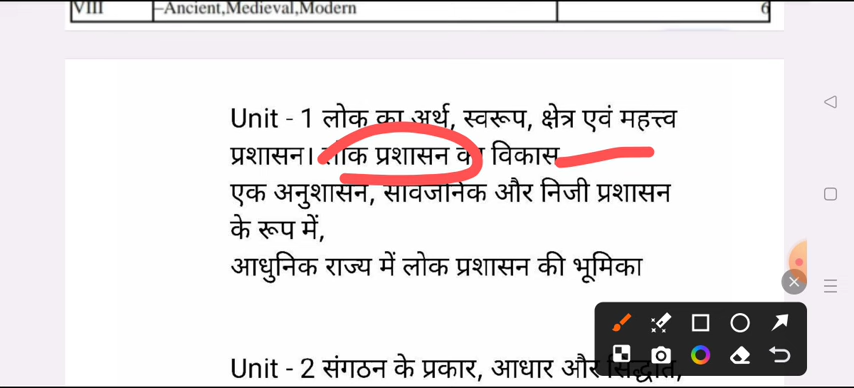 VIII –Ancient,Medieval,Modern 6
Unit - 1 लोक का अर्थ, स्वरूप, क्षेत्र एवं महत्त्व
प्रशासन। लोक प्रशासन का विकास
एक अनुशासन, सार्वजनिक और निजी प्रशासन
के रूप में,
आधुनिक राज्य में लोक प्रशासन की भूमिका
Unit - 2 संगठन के प्रकार, आधार और सिद्धांत,